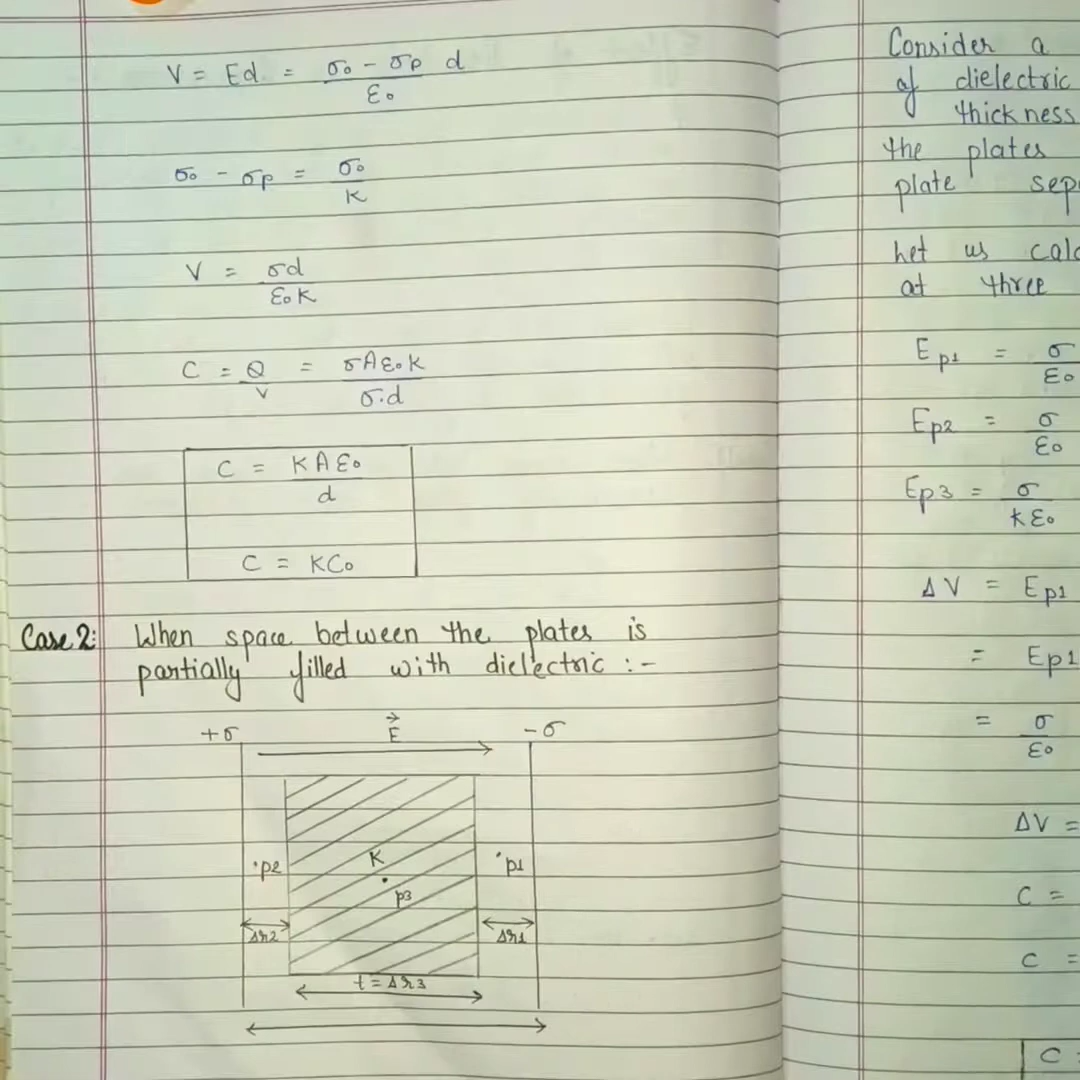 V = Ed = σ₀ - σp d
ε₀
σ₀ - σp = σ₀
K
V = σd
ε₀K
C = Q = σAε₀K
V σ.d
C = KAε₀
d
C = KC₀
Case 2: When space between the plates is
partially filled with dielectric :-
+σ E⃗ -σ
K
.p2 .p1
p3
Δr2 Δr1
t = Δr3
Consider a
of dielectric
thickness
the plates
plate
Let us
at three
Ep1 = σ
ε₀
Ep2 = σ
ε₀
Ep3 = σ
kε₀
ΔV = Ep1
= Ep1
= σ
ε₀
ΔV =
C =
C =
C